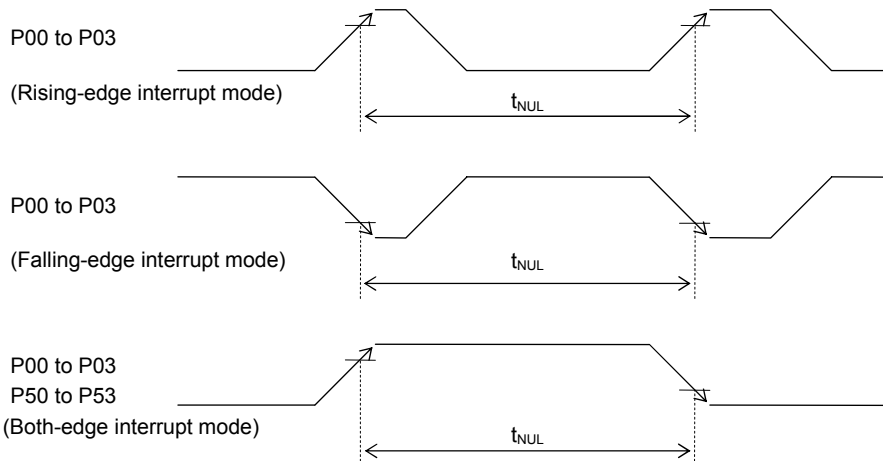 P00 to P03
(Rising-edge interrupt mode)
tNUL
P00 to P03
(Falling-edge interrupt mode)
tNUL
P00 to P03
P50 to P53
(Both-edge interrupt mode)
tNUL